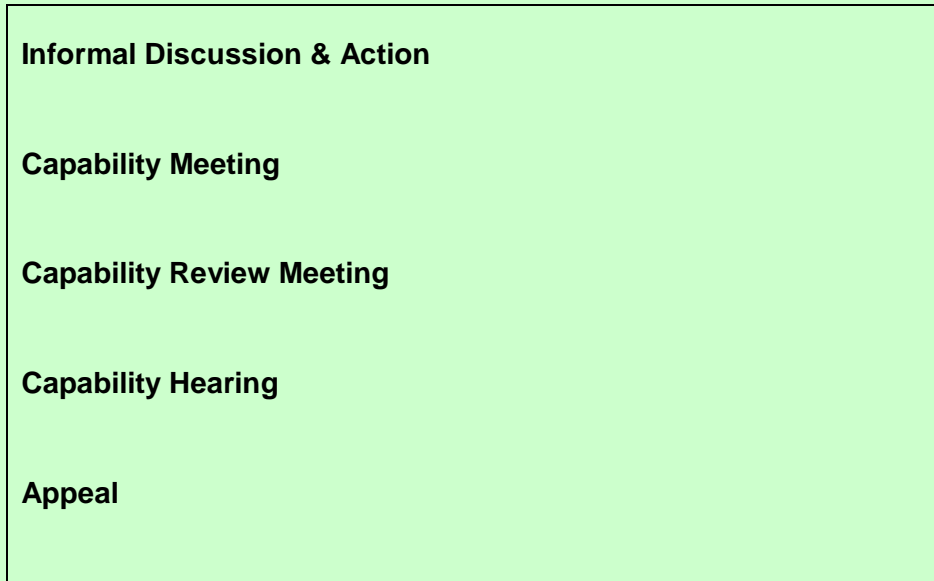 Informal Discussion & Action
Capability Meeting
Capability Review Meeting
Capability Hearing
Appeal